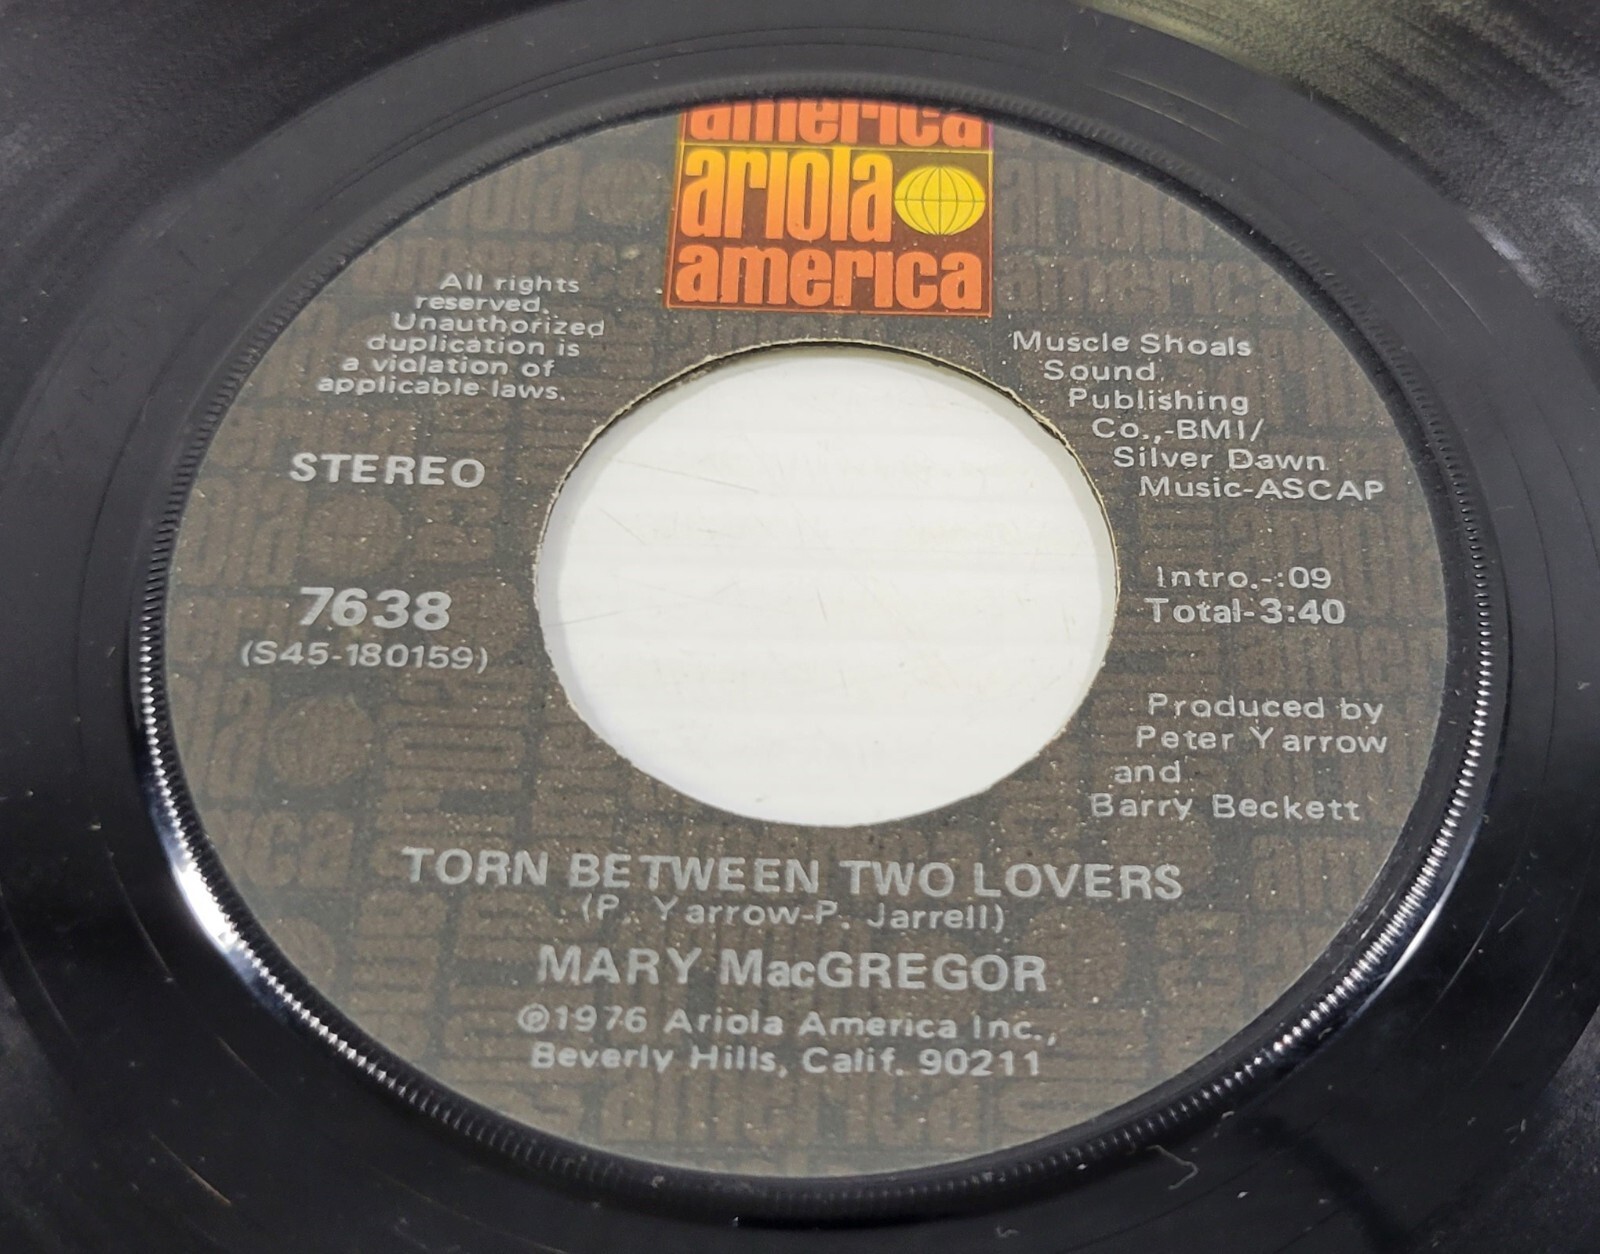 america
ariola
america
All rights
reserved.
Unauthorized
duplication is
a violation of
applicable laws.
STEREO
7638
(S45-180159)
Muscle Shoals
Sound
Publishing
Co.,-BMI/
Silver Dawn
Music-ASCAP
Intro.-:09
Total-3:40
Produced by
Peter Yarrow
and
Barry Beckett
TORN BETWEEN TWO LOVERS
(P. Yarrow-P. Jarrell)
MARY MacGREGOR
℗1976 Ariola America Inc.,
Beverly Hills, Calif. 90211